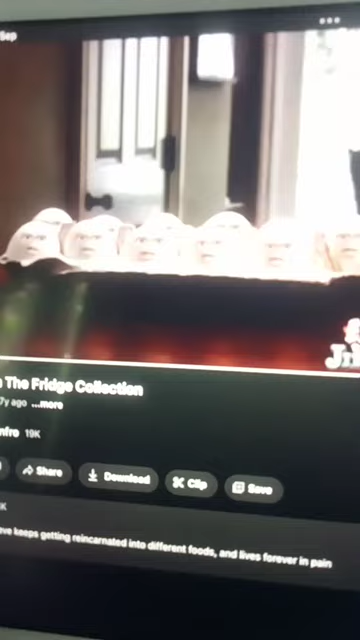 Sep
The Fridge Collection
7y ago ...more
19K
Share
Download
Clip
Save
K
keeps getting reincarnated into different foods, and lives forever in pain